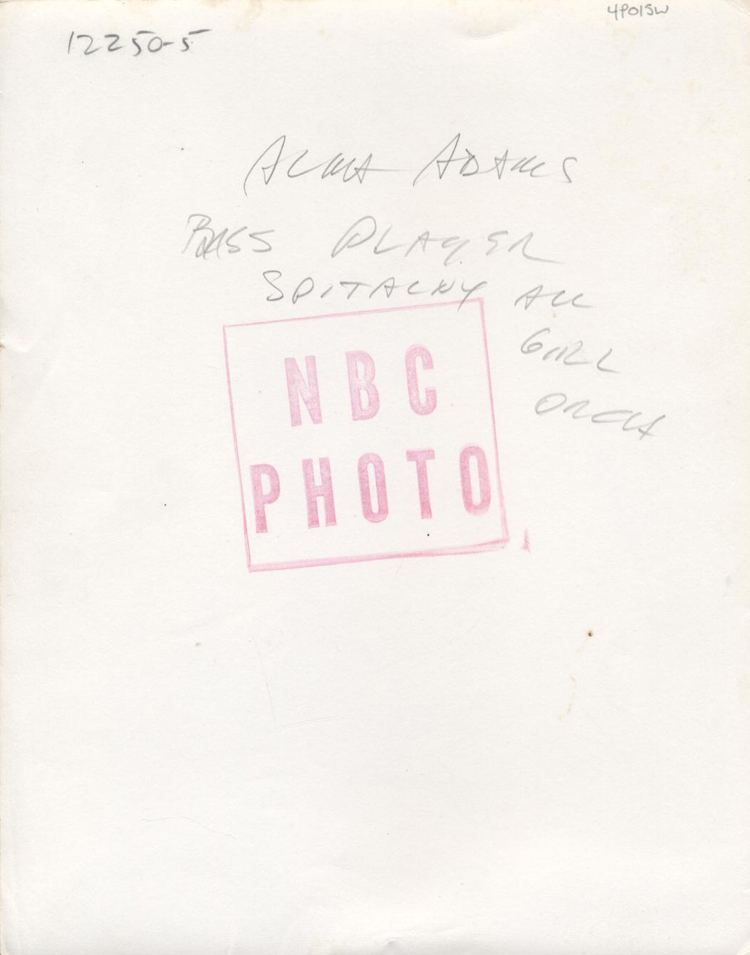 4P015W
12250-5
ALMA ADAMS
BASS PLAYER
SPITALNY ALL
GIRL
ORCH
NBC
PHOTO